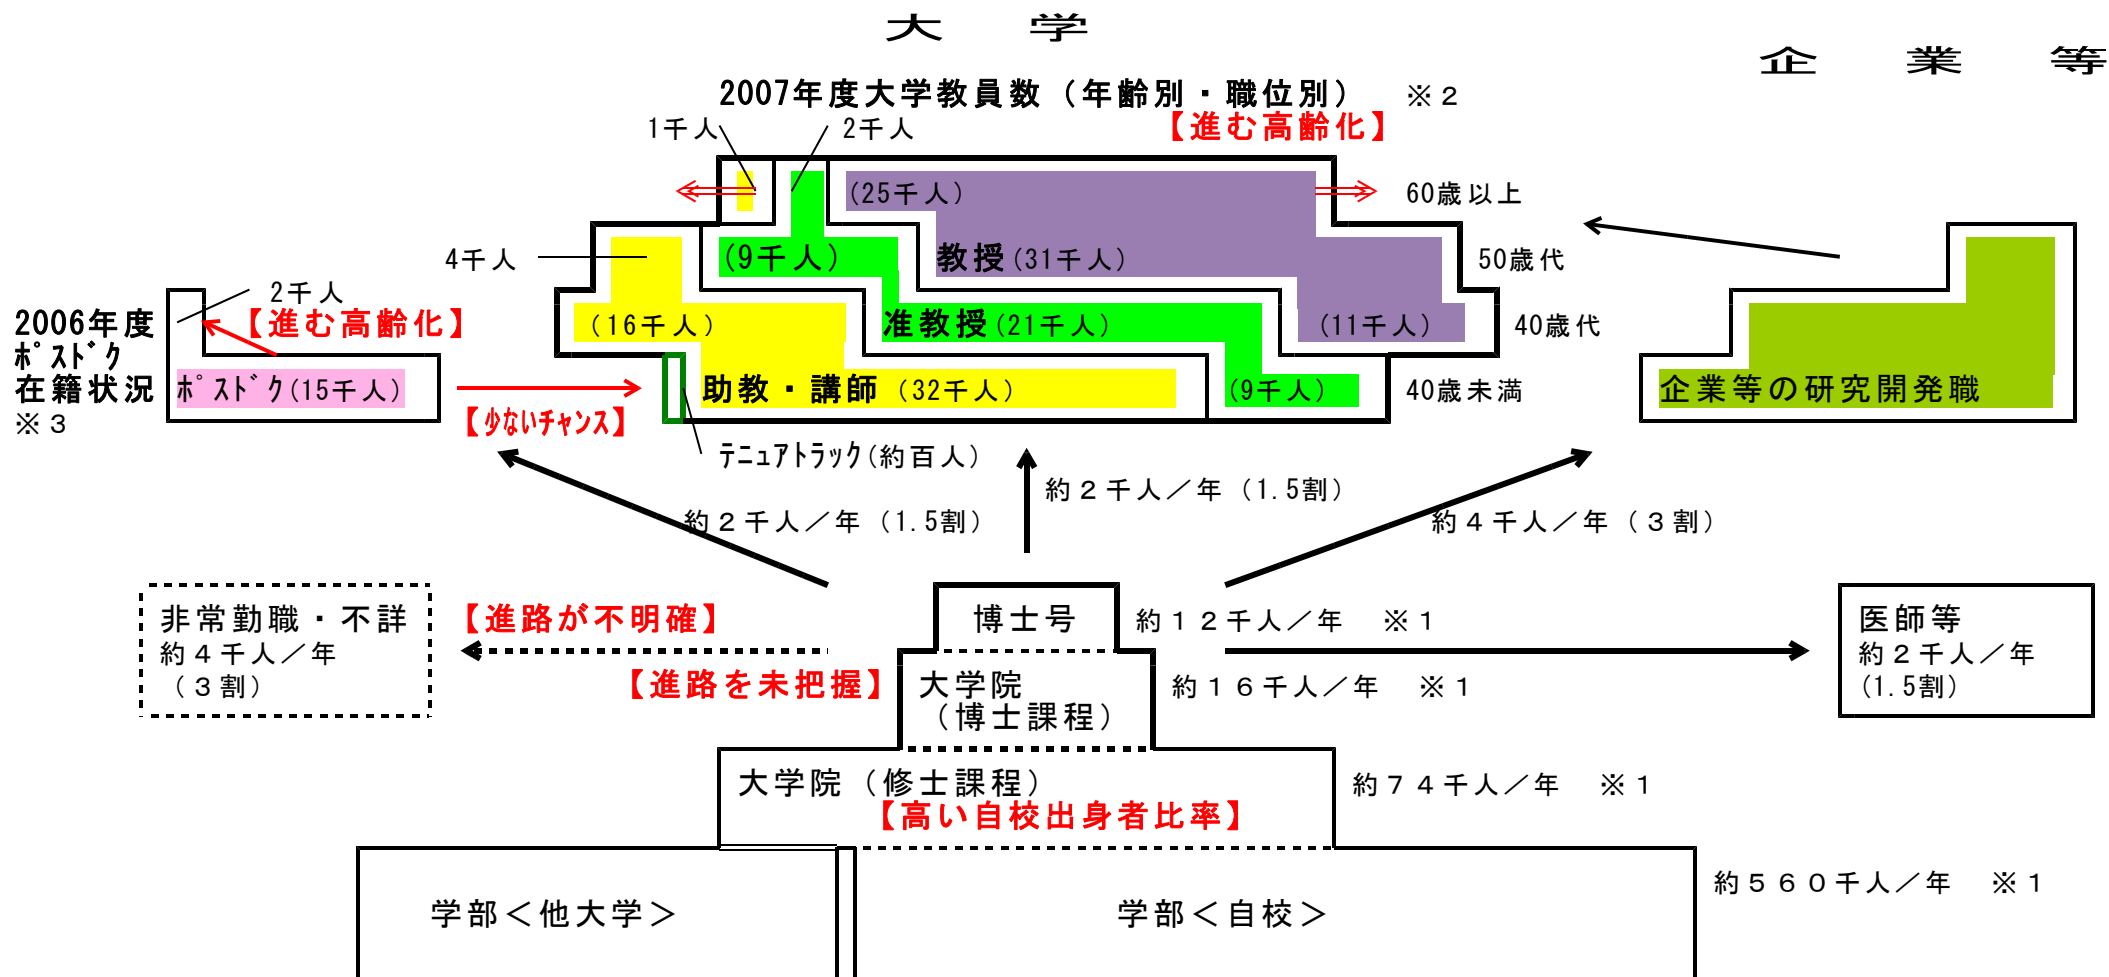 大　学
企　業　等
2007年度大学教員数（年齢別・職位別）　※２
1千人
2千人
【進む高齢化】
(25千人)
60歳以上
4千人
(9千人)
教授(31千人)
50歳代
2千人
2006年度
ﾎﾟｽﾄﾞｸ
在籍状況
※３
【進む高齢化】
(16千人)
准教授(21千人)
(11千人)
40歳代
ﾎﾟｽﾄﾞｸ(15千人)
助教・講師（32千人）
(9千人)
40歳未満
企業等の研究開発職
【少ないﾁｬﾝｽ】
ﾃﾆｭｱﾄﾗｯｸ(約百人)
約２千人／年（1.5割）
約２千人／年（1.5割）
約４千人／年（３割）
非常勤職・不詳
約４千人／年
（３割）
【進路が不明確】
博士号
約１２千人／年　※１
医師等
約２千人／年
(1.5割)
【進路を未把握】
大学院
（博士課程）
約１６千人／年　※１
大学院（修士課程）
約７４千人／年　※１
【高い自校出身者比率】
約５６０千人／年　※１
学部＜他大学＞
学部＜自校＞